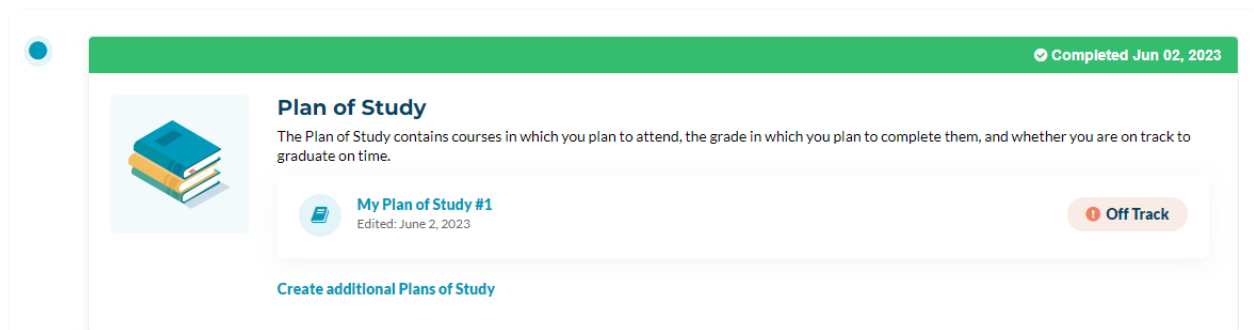 Completed Jun 02, 2023
Plan of Study
The Plan of Study contains courses in which you plan to attend, the grade in which you plan to complete them, and whether you are on track to
graduate on time.
My Plan of Study #1
Edited: June 2, 2023
Off Track
Create additional Plans of Study